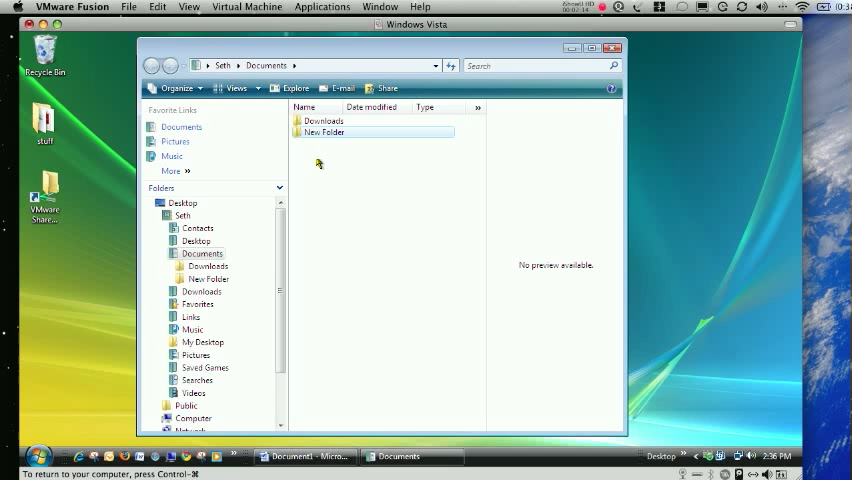 VMware Fusion File Edit View Virtual Machine Applications Window Help
Windows Vista
Recycle Bin
stuff
VMware
Share...
Seth Documents
Search
Organize Views Explore E-mail Share
Favorite Links
Documents
Pictures
Music
More »
Folders
Desktop
Seth
Contacts
Desktop
Documents
Downloads
New Folder
Downloads
Favorites
Links
Music
My Desktop
Pictures
Saved Games
Searches
Videos
Public
Computer
Name Date modified Type »
Downloads
New Folder
No preview available.
Document1 - Micro... Documents Desktop » 2:36 PM
To return to your computer, press Control-⌘